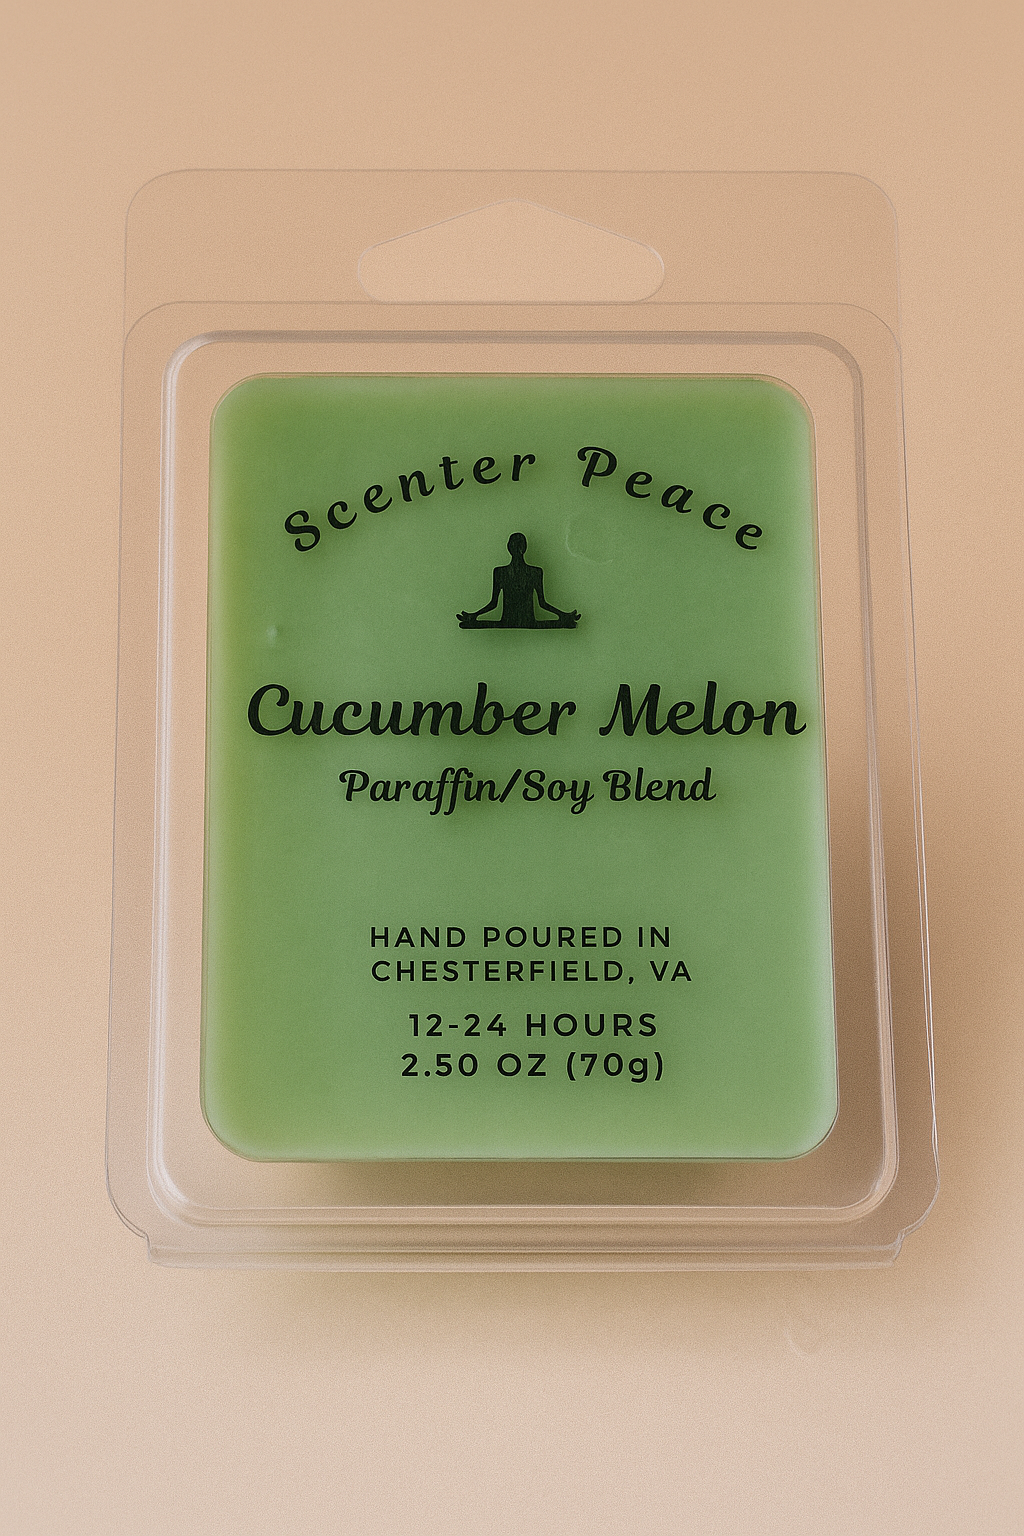 Scenter Peace
Cucumber Melon
Paraffin/Soy Blend
HAND POURED IN
CHESTERFIELD, VA
12-24 HOURS
2.50 OZ (70g)